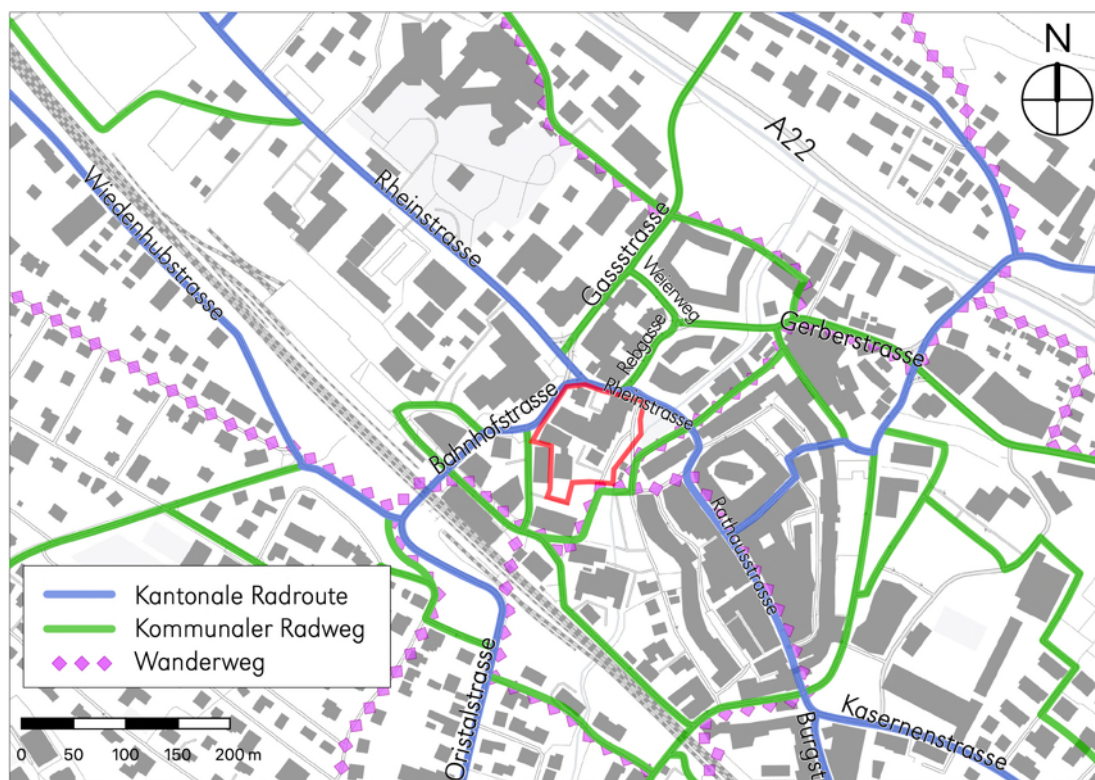 N
A22
Wiedenhubstrasse
Rheinstrasse
Gassstrasse
Weierweg
Rebgasse
Gerberstrasse
Rheinstrasse
Bahnhofstrasse
Rathausstrasse
Kantonale Radroute
Kommunaler Radweg
Wanderweg
Oristalstrasse
Burgst
Kasernenstrasse
0 50 100 150 200 m